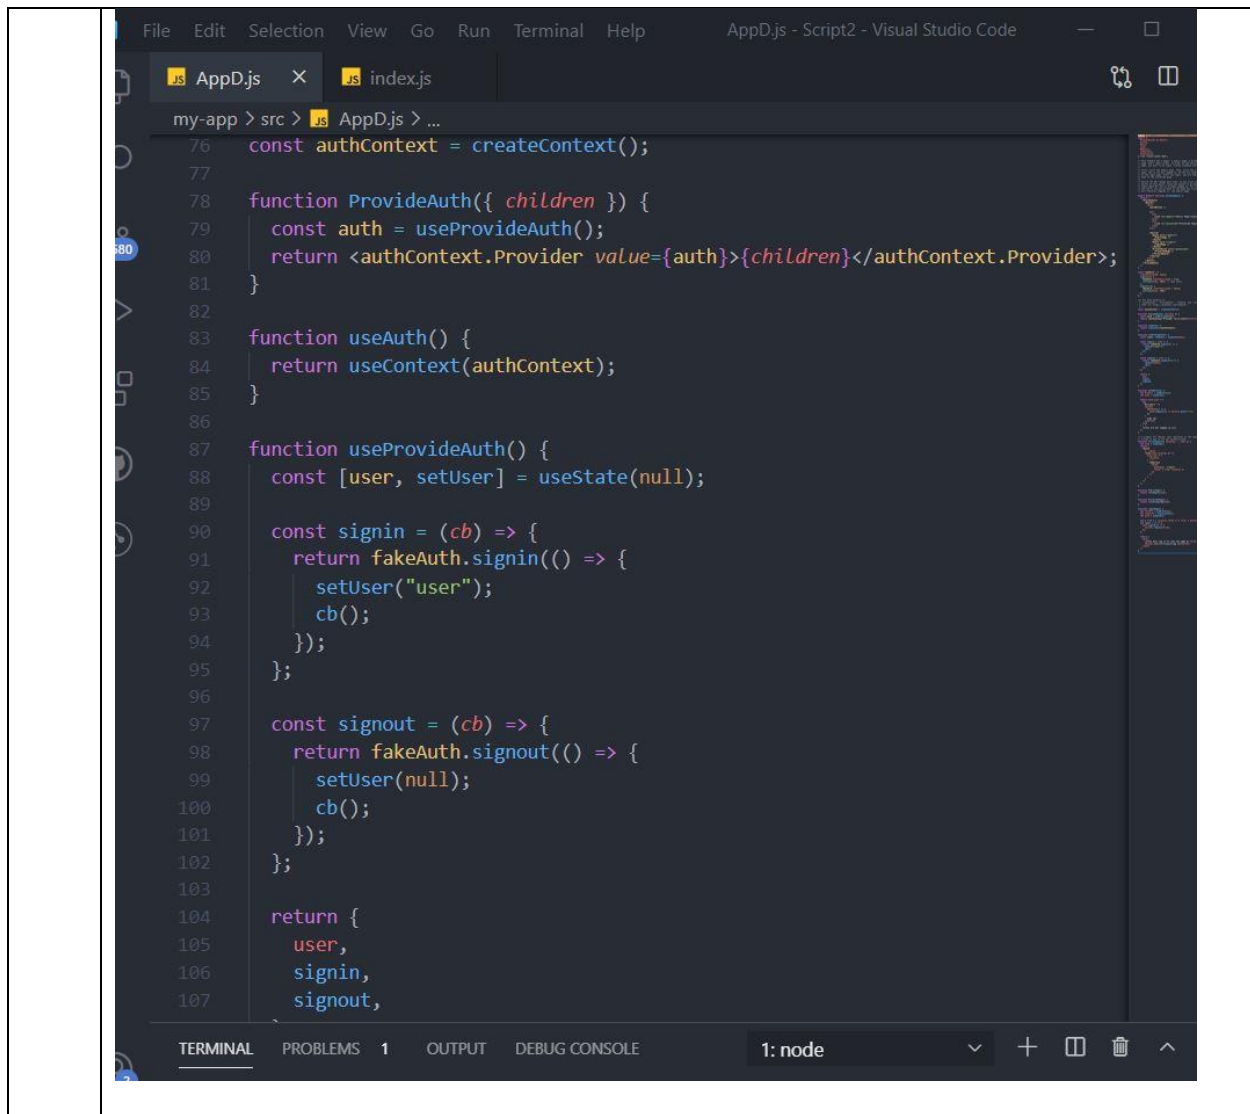 File Edit Selection View Go Run Terminal Help AppD.js - Script2 - Visual Studio Code
JS AppD.js × JS index.js
my-app > src > JS AppD.js > ...
76 const authContext = createContext();
77
78 function ProvideAuth({ children }) {
79 const auth = useProvideAuth();
80 return <authContext.Provider value={auth}>{children}</authContext.Provider>;
81 }
82
83 function useAuth() {
84 return useContext(authContext);
85 }
86
87 function useProvideAuth() {
88 const [user, setUser] = useState(null);
89
90 const signin = (cb) => {
91 return fakeAuth.signin(() => {
92 setUser("user");
93 cb();
94 });
95 };
96
97 const signout = (cb) => {
98 return fakeAuth.signout(() => {
99 setUser(null);
100 cb();
101 });
102 };
103
104 return {
105 user,
106 signin,
107 signout,
TERMINAL PROBLEMS 1 OUTPUT DEBUG CONSOLE 1: node